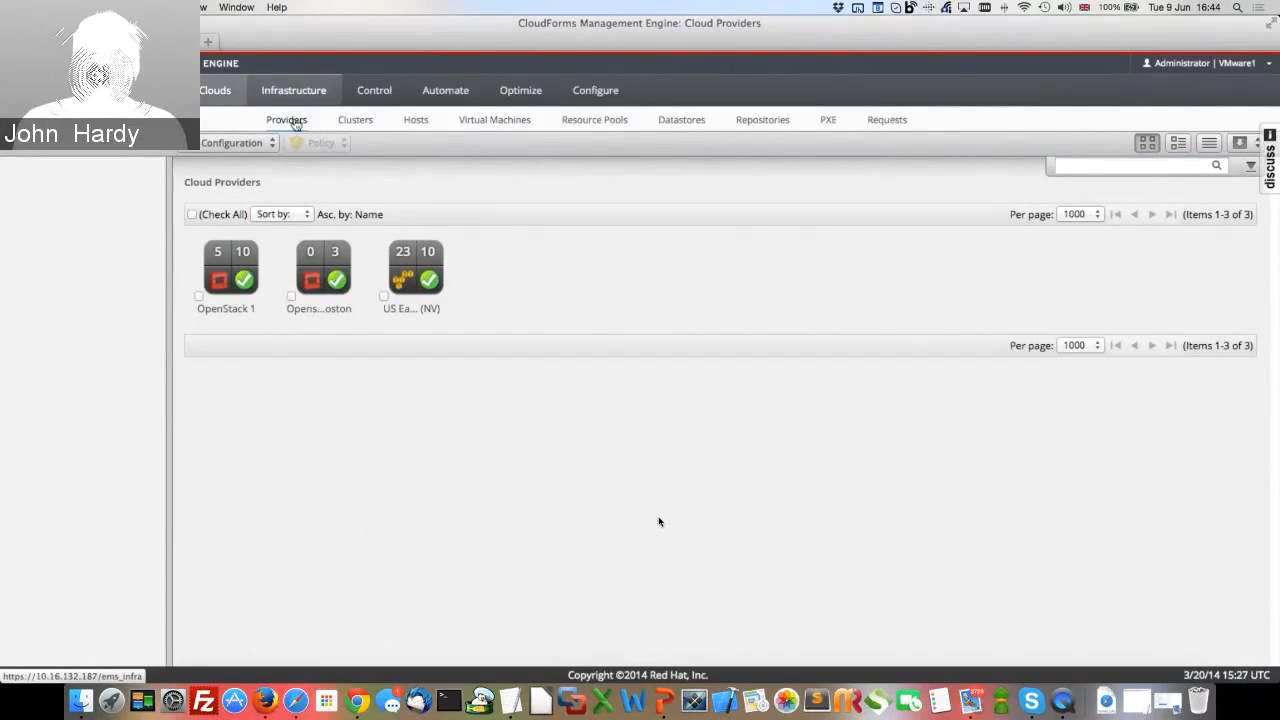 w Window Help 100% Tue 9 Jun 16:44
CloudForms Management Engine: Cloud Providers
ENGINE Administrator | VMware1
Clouds Infrastructure Control Automate Optimize Configure
John Hardy
Providers Clusters Hosts Virtual Machines Resource Pools Datastores Repositories PXE Requests
Configuration Policy
discuss
Cloud Providers
(Check All) Sort by: Asc. by: Name Per page: 1000 (Items 1-3 of 3)
5 10 0 3 23 10
OpenStack 1 Opens...oston US Ea... (NV)
Per page: 1000 (Items 1-3 of 3)
https://10.16.132.187/ems_infra Copyright ©2014 Red Hat, Inc. 3/20/14 15:27 UTC